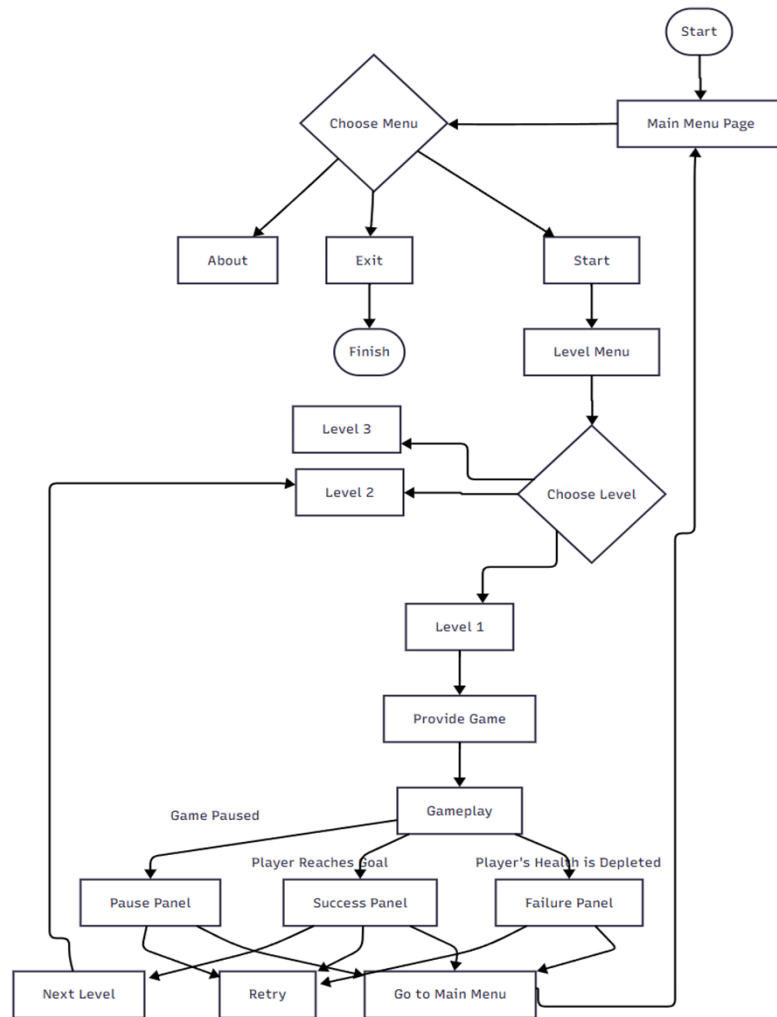 Start
Choose Menu
Main Menu Page
About
Exit
Start
Finish
Level Menu
Level 3
Level 2
Choose Level
Level 1
Provide Game
Gameplay
Game Paused
Player Reaches Goal
Player's Health is Depleted
Pause Panel
Success Panel
Failure Panel
Next Level
Retry
Go to Main Menu